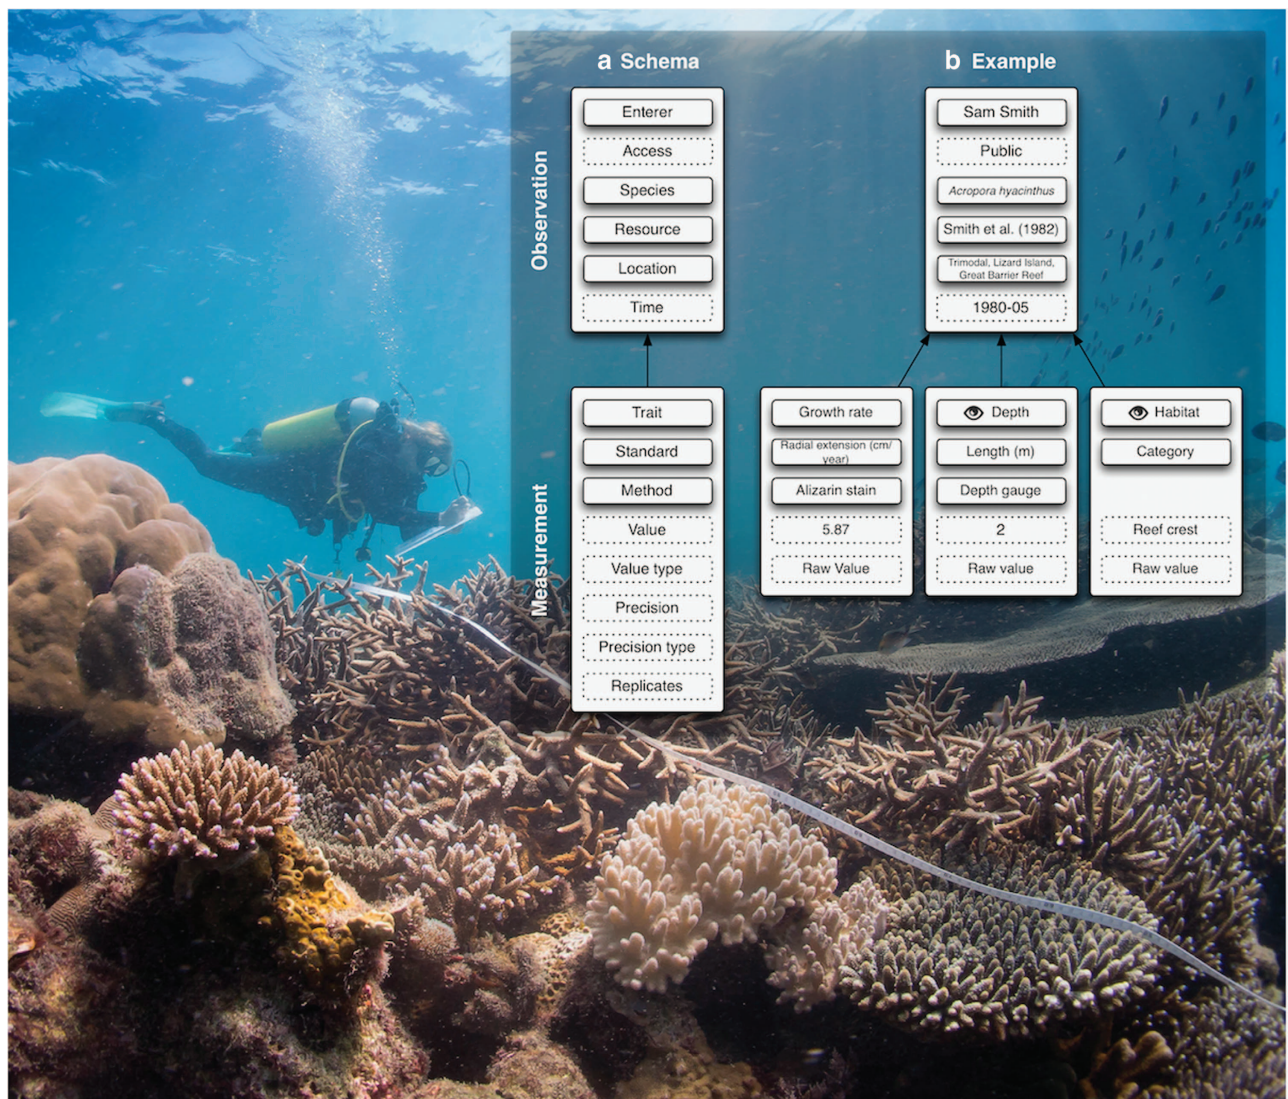 a Schema
Observation
Enterer
Access
Species
Resource
Location
Time
Measurement
Trait
Standard
Method
Value
Value type
Precision
Precision type
Replicates
b Example
Sam Smith
Public
Acropora hyacinthus
Smith et al. (1982)
Trimodal, Lizard Island,
Great Barrier Reef
1980-05
Growth rate
Radial extension (cm/
year)
Alizarin stain
5.87
Raw Value
Depth
Length (m)
Depth gauge
2
Raw value
Habitat
Category
Reef crest
Raw value